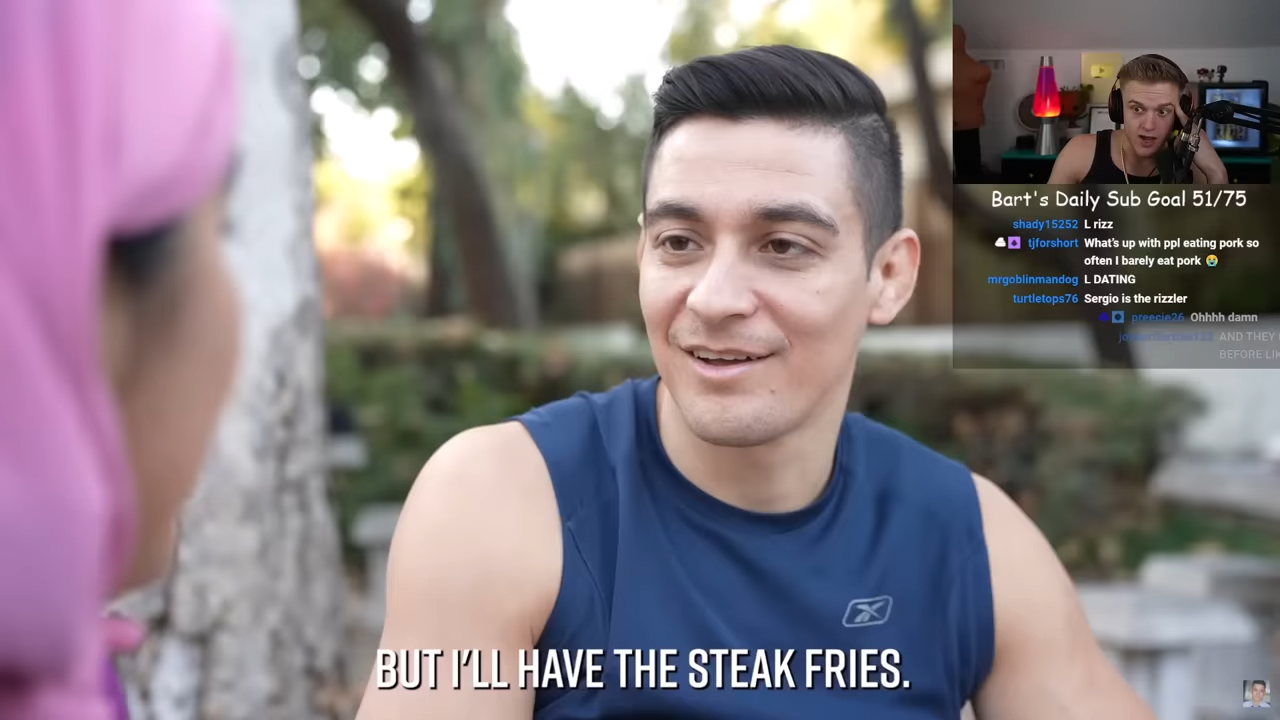 Bart's Daily Sub Goal 51/75
shady15252 L rizz
tjforshort What's up with ppl eating pork so
often I barely eat pork 😭
mrgoblinmandog L DATING
turtletops76 Sergio is the rizzler
preecie26 Ohhhh damn
AND THEY
BEFORE LIK
BUT I'LL HAVE THE STEAK FRIES.